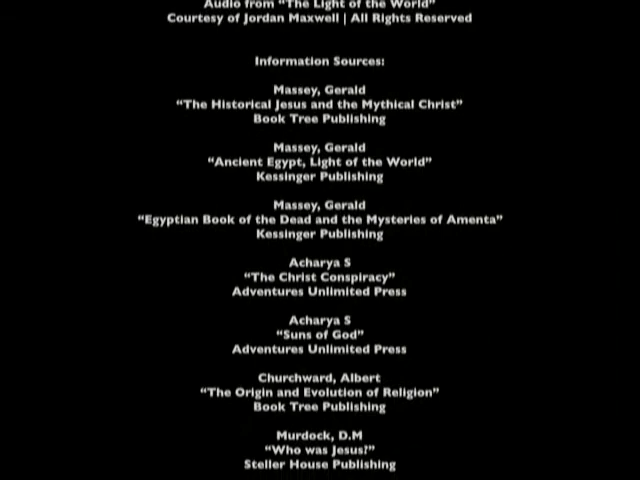 Audio from "The Light of the World"
Courtesy of Jordan Maxwell | All Rights Reserved
Information Sources:
Massey, Gerald
"The Historical Jesus and the Mythical Christ"
Book Tree Publishing
Massey, Gerald
"Ancient Egypt, Light of the World"
Kessinger Publishing
Massey, Gerald
"Egyptian Book of the Dead and the Mysteries of Amenta"
Kessinger Publishing
Acharya S
"The Christ Conspiracy"
Adventures Unlimited Press
Acharya S
"Suns of God"
Adventures Unlimited Press
Churchward, Albert
"The Origin and Evolution of Religion"
Book Tree Publishing
Murdock, D.M
"Who was Jesus?"
Steller House Publishing